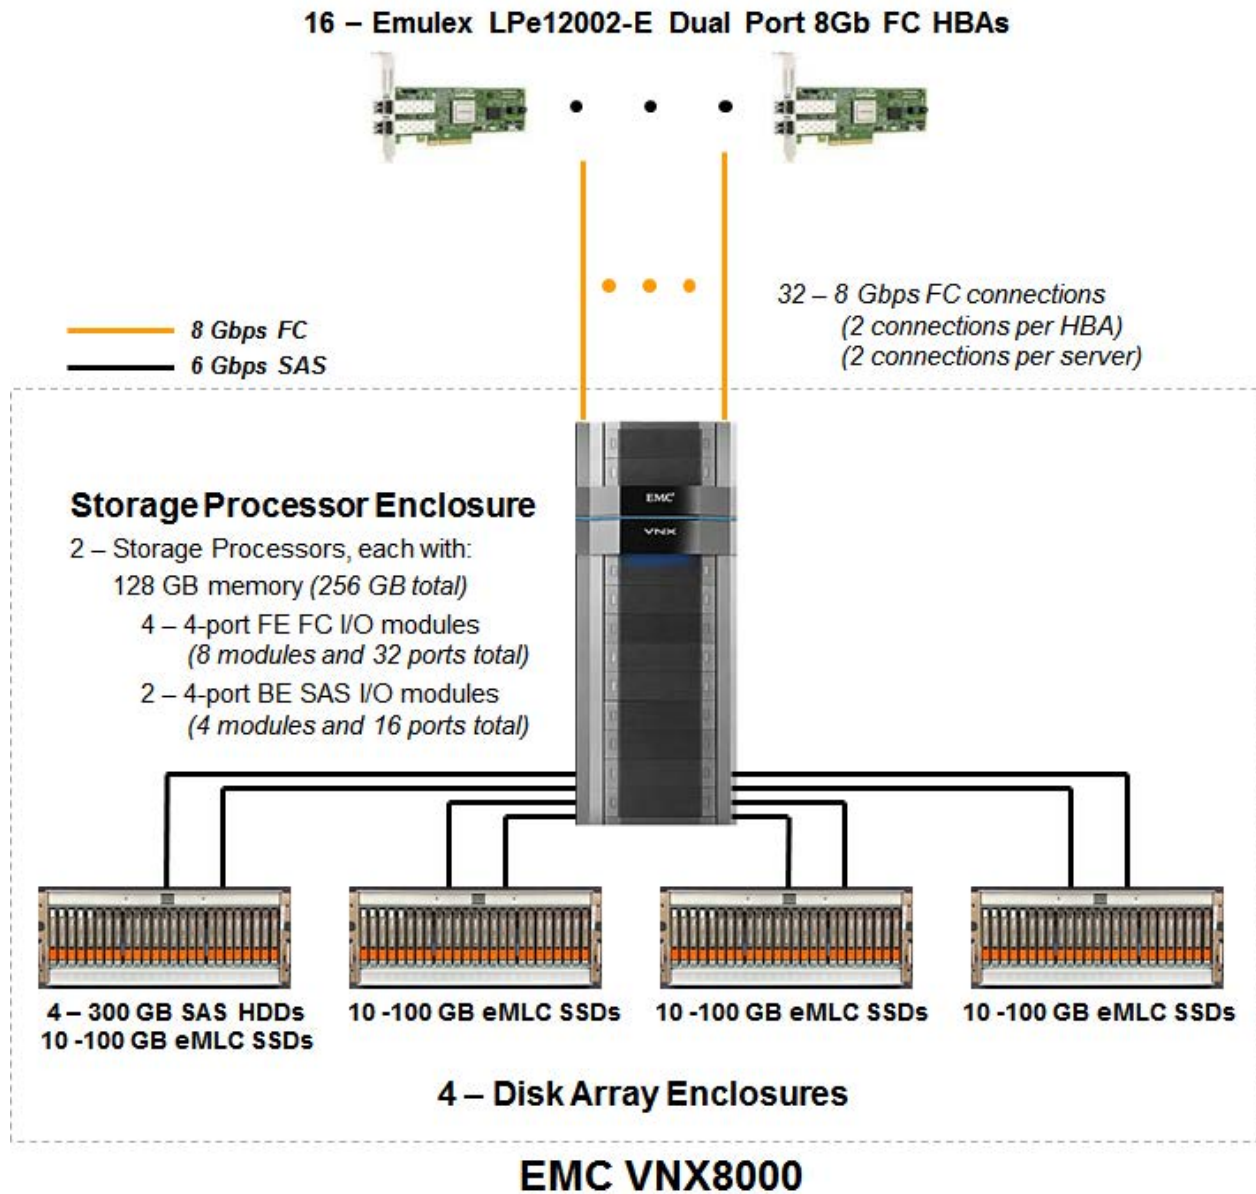 16 – Emulex LPe12002-E Dual Port 8Gb FC HBAs
32 – 8 Gbps FC connections
(2 connections per HBA)
(2 connections per server)
8 Gbps FC
6 Gbps SAS
EMC²
VNX
Storage Processor Enclosure
2 – Storage Processors, each with:
128 GB memory (256 GB total)
4 – 4-port FE FC I/O modules
(8 modules and 32 ports total)
2 – 4-port BE SAS I/O modules
(4 modules and 16 ports total)
4 – 300 GB SAS HDDs
10 -100 GB eMLC SSDs
10 -100 GB eMLC SSDs
10 -100 GB eMLC SSDs
10 -100 GB eMLC SSDs
4 – Disk Array Enclosures
EMC VNX8000